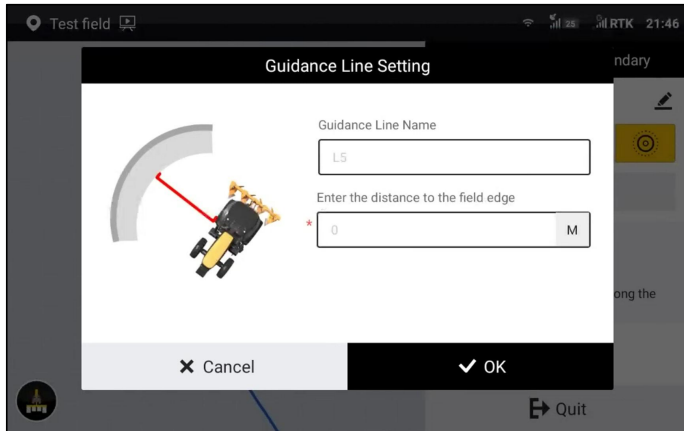 Test field
25
RTK 21:46
Guidance Line Setting
ndary
Guidance Line Name
L5
Enter the distance to the field edge
* 0 M
ong the
Cancel
OK
Quit